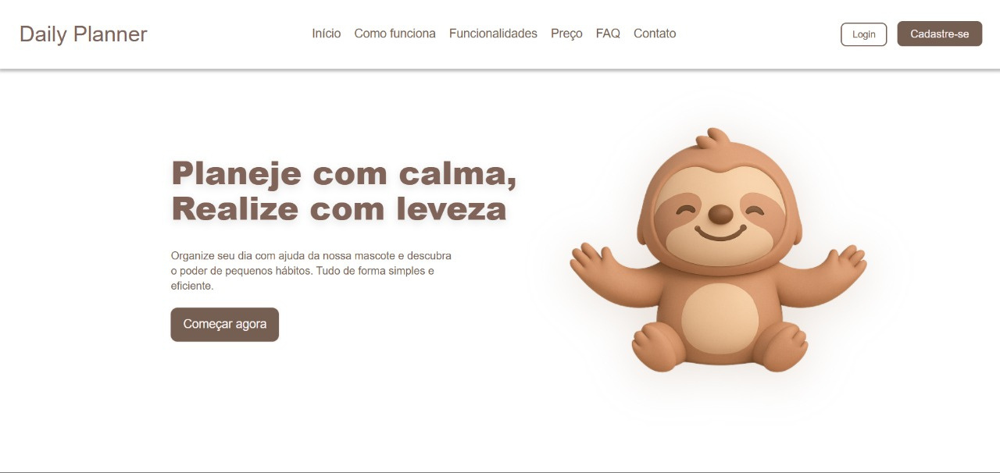 Daily Planner
Início
Como funciona
Funcionalidades
Preço
FAQ
Contato
Login
Cadastre-se
Planeje com calma,
Realize com leveza
Organize seu dia com ajuda da nossa mascote e descubra
o poder de pequenos hábitos. Tudo de forma simples e
eficiente.
Começar agora